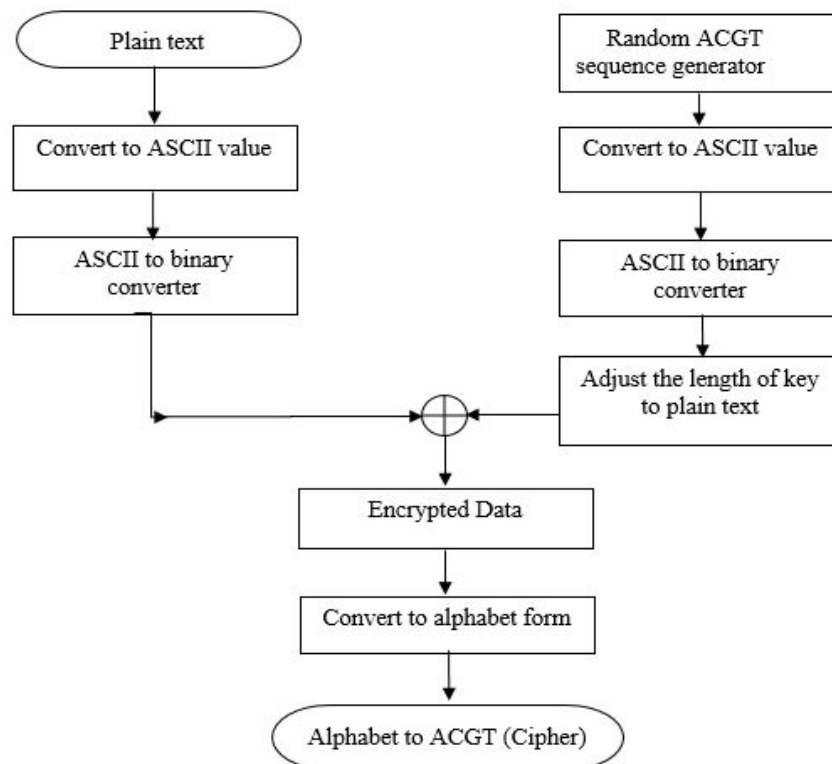 Plain text
Convert to ASCII value
ASCII to binary
converter
Random ACGT
sequence generator
Convert to ASCII value
ASCII to binary
converter
Adjust the length of key
to plain text
Encrypted Data
Convert to alphabet form
Alphabet to ACGT (Cipher)